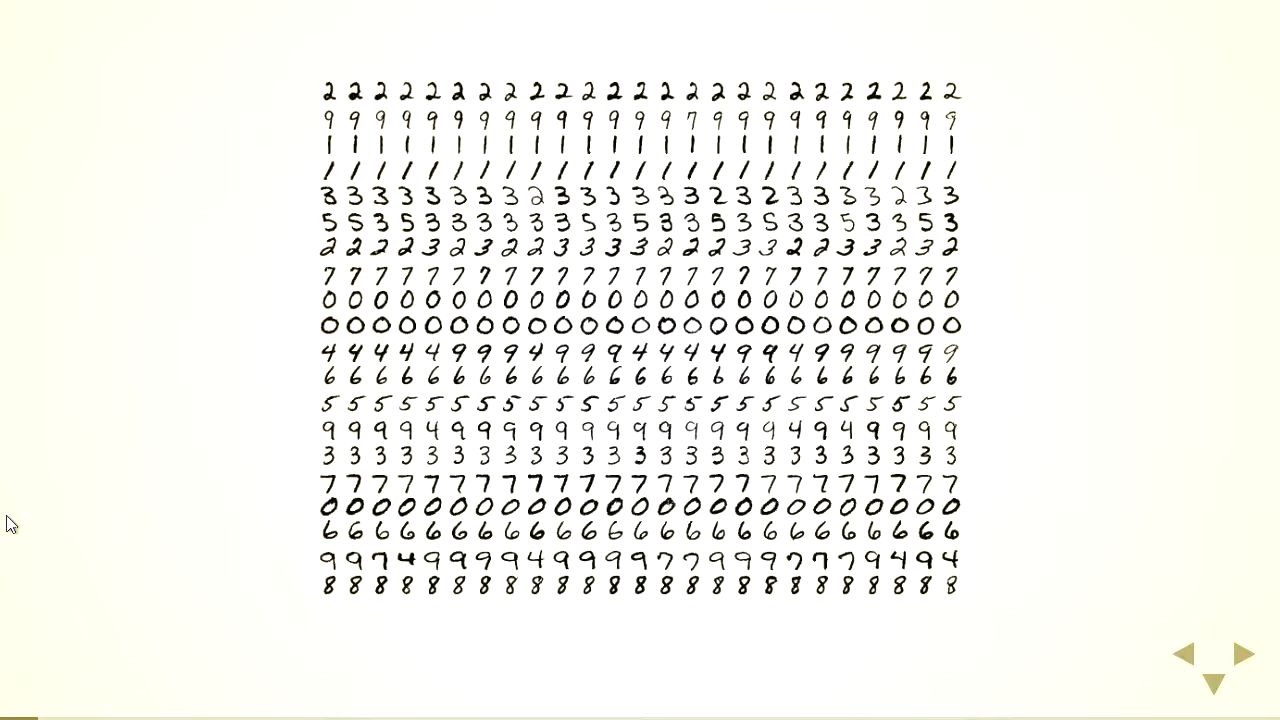 2 2 2 2 2 2 2 2 2 2 2 2 2 2 2 2 2 2 2 2 2 2 2 2 2
9 9 9 9 9 9 9 9 9 9 9 9 9 9 7 9 9 9 9 9 9 9 9 9 9
1 1 1 1 1 1 1 1 1 1 1 1 1 1 1 1 1 1 1 1 1 1 1 1 1
1 1 1 1 1 1 1 1 1 1 1 1 1 1 1 1 1 1 1 1 1 1 1 1 1
3 3 3 3 3 3 3 3 2 3 3 3 3 3 3 2 3 2 3 3 3 3 2 3 3
5 5 3 5 3 3 3 3 3 3 5 3 5 3 3 5 3 5 3 3 5 3 3 5 3
2 2 2 2 3 2 3 2 2 3 3 3 3 2 2 2 3 3 2 2 3 3 2 3 2
7 7 7 7 7 7 7 7 7 7 7 7 7 7 7 7 7 7 7 7 7 7 7 7 7
0 0 0 0 0 0 0 0 0 0 0 0 0 0 0 0 0 0 0 0 0 0 0 0 0
0 0 0 0 0 0 0 0 0 0 0 0 0 0 0 0 0 0 0 0 0 0 0 0 0
4 4 4 4 4 9 9 9 4 9 9 9 4 4 4 4 9 9 4 9 9 9 9 9 9
6 6 6 6 6 6 6 6 6 6 6 6 6 6 6 6 6 6 6 6 6 6 6 6 6
5 5 5 5 5 5 5 5 5 5 5 5 5 5 5 5 5 5 5 5 5 5 5 5 5
9 9 9 9 4 9 9 9 9 9 9 9 9 9 9 9 9 9 4 9 4 9 9 9 9
3 3 3 3 3 3 3 3 3 3 3 3 3 3 3 3 3 3 3 3 3 3 3 3 3
7 7 7 7 7 7 7 7 7 7 7 7 7 7 7 7 7 7 7 7 7 7 7 7 7
0 0 0 0 0 0 0 0 0 0 0 0 0 0 0 0 0 0 0 0 0 0 0 0 0
6 6 6 6 6 6 6 6 6 6 6 6 6 6 6 6 6 6 6 6 6 6 6 6 6
9 9 7 4 9 9 9 9 4 9 9 9 9 7 7 9 9 9 7 7 7 9 4 9 4
8 8 8 8 8 8 8 8 8 8 8 8 8 8 8 8 8 8 8 8 8 8 8 8 8